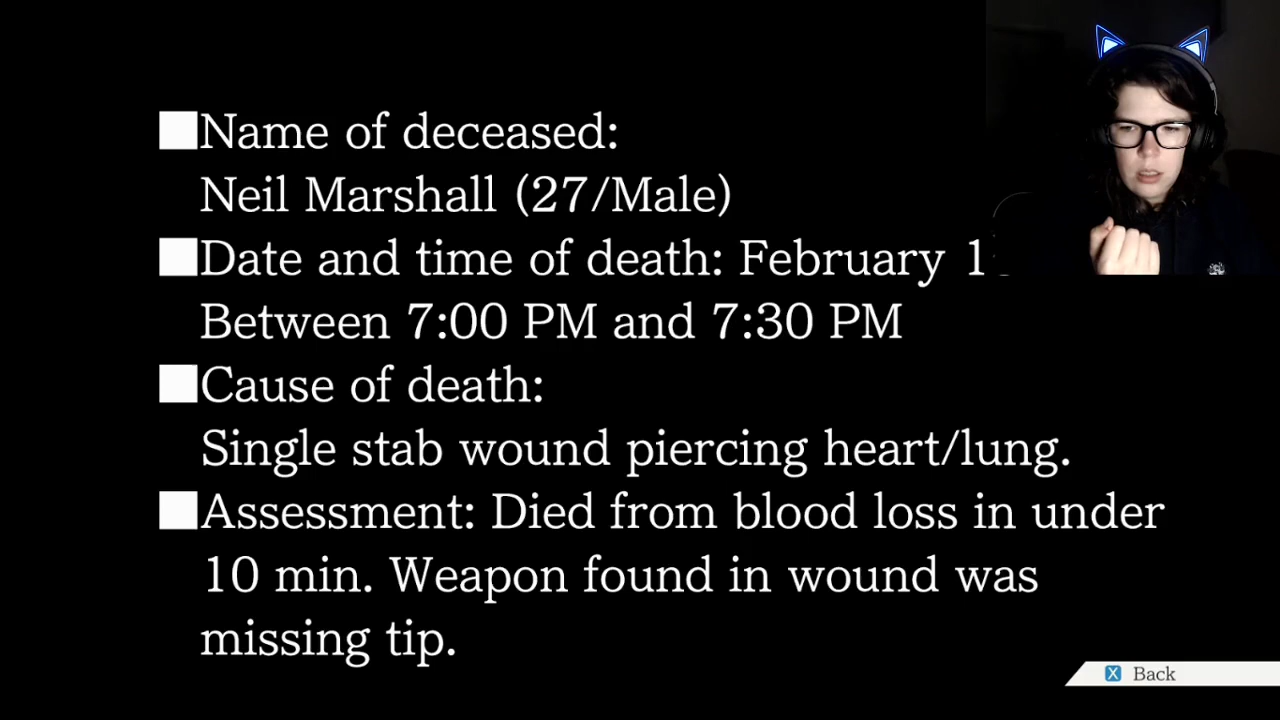 Name of deceased:
Neil Marshall (27/Male)
Date and time of death: February
Between 7:00 PM and 7:30 PM
Cause of death:
Single stab wound piercing heart/lung.
Assessment: Died from blood loss in under
10 min. Weapon found in wound was
missing tip.
X Back